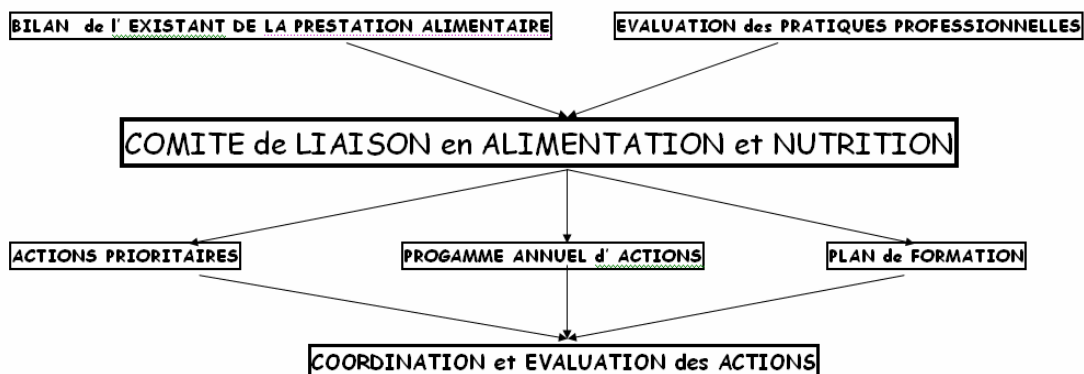 BILAN de l' EXISTANT DE LA PRESTATION ALIMENTAIRE
EVALUATION des PRATIQUES PROFESSIONNELLES
COMITE de LIAISON en ALIMENTATION et NUTRITION
ACTIONS PRIORITAIRES
PROGAMME ANNUEL d' ACTIONS
PLAN de FORMATION
COORDINATION et EVALUATION des ACTIONS